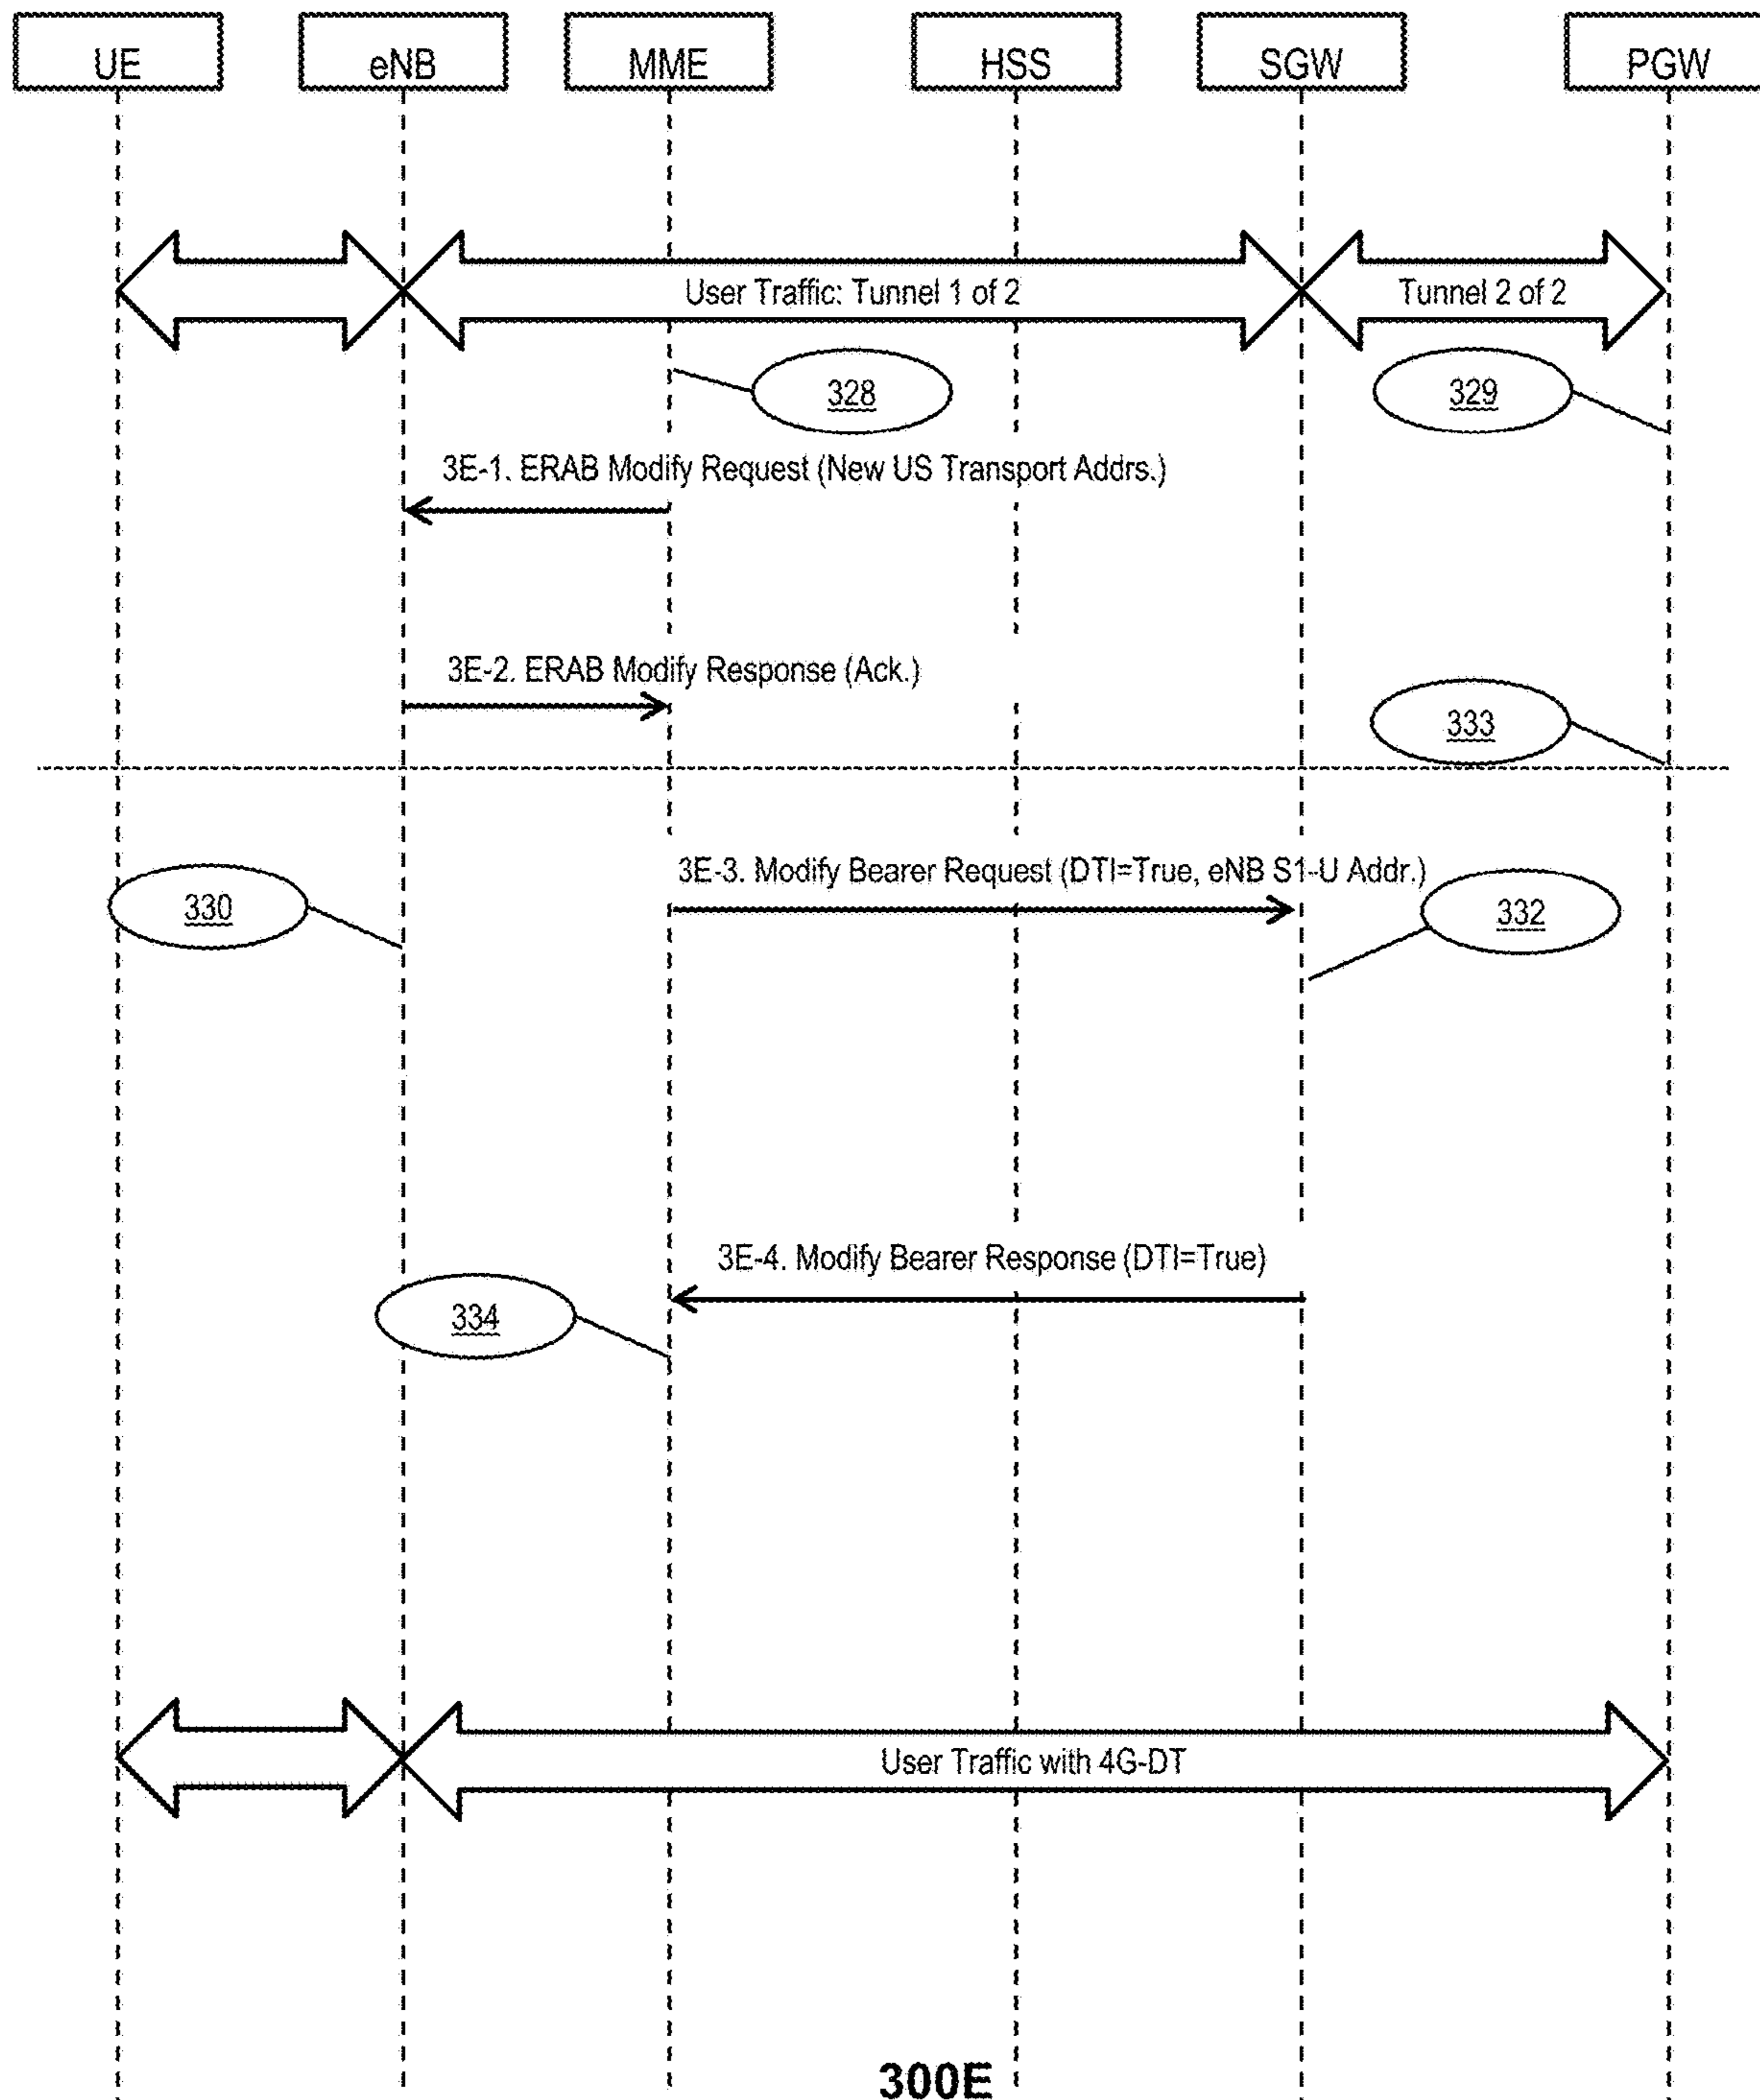 UE eNB MME HSS SGW PGW
User Traffic: Tunnel 1 of 2 Tunnel 2 of 2
328 329
3E-1. ERAB Modify Request (New US Transport Addrs.)
3E-2. ERAB Modify Response (Ack.)
333
3E-3. Modify Bearer Request (DTI=True, eNB S1-U Addr.)
330 332
3E-4. Modify Bearer Response (DTI=True)
334
User Traffic with 4G-DT
300E